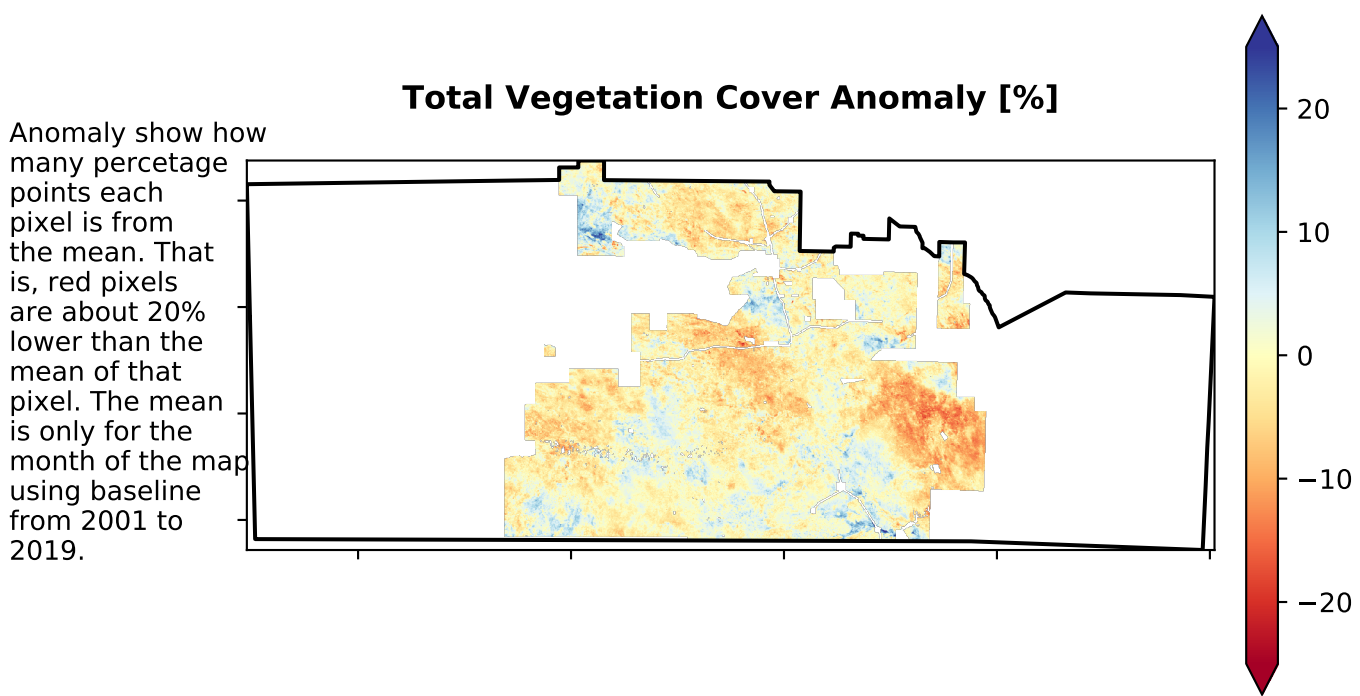 Total Vegetation Cover Anomaly [%]
Anomaly show how
many percetage
points each
pixel is from
the mean. That
is, red pixels
are about 20%
lower than the
mean of that
pixel. The mean
is only for the
month of the map
using baseline
from 2001 to
2019.
20
10
0
−10
−20